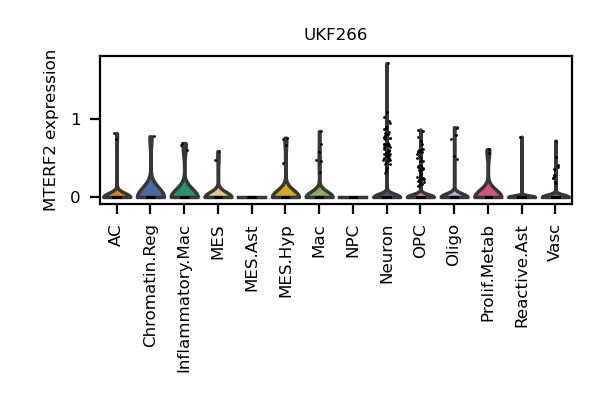 UKF266
MTERF2 expression
1
0
AC
Chromatin.Reg
Inflammatory.Mac
MES
MES.Ast
MES.Hyp
Mac
NPC
Neuron
OPC
Oligo
Prolif.Metab
Reactive.Ast
Vasc